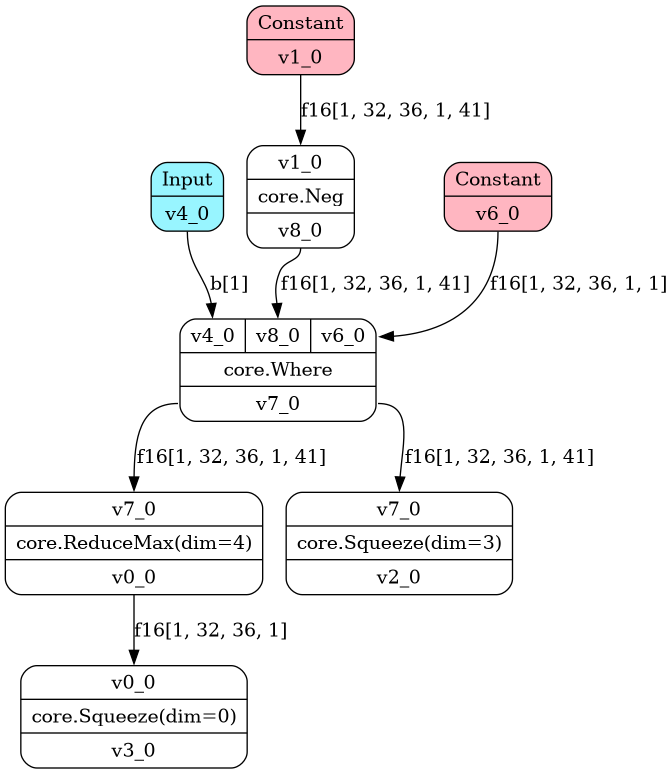 Constant
v1_0
f16[1, 32, 36, 1, 41]
Input
v4_0
v1_0
core.Neg
v8_0
Constant
v6_0
b[1]
f16[1, 32, 36, 1, 41]
f16[1, 32, 36, 1, 1]
v4_0 v8_0 v6_0
core.Where
v7_0
f16[1, 32, 36, 1, 41]
f16[1, 32, 36, 1, 41]
v7_0
core.ReduceMax(dim=4)
v0_0
v7_0
core.Squeeze(dim=3)
v2_0
f16[1, 32, 36, 1]
v0_0
core.Squeeze(dim=0)
v3_0